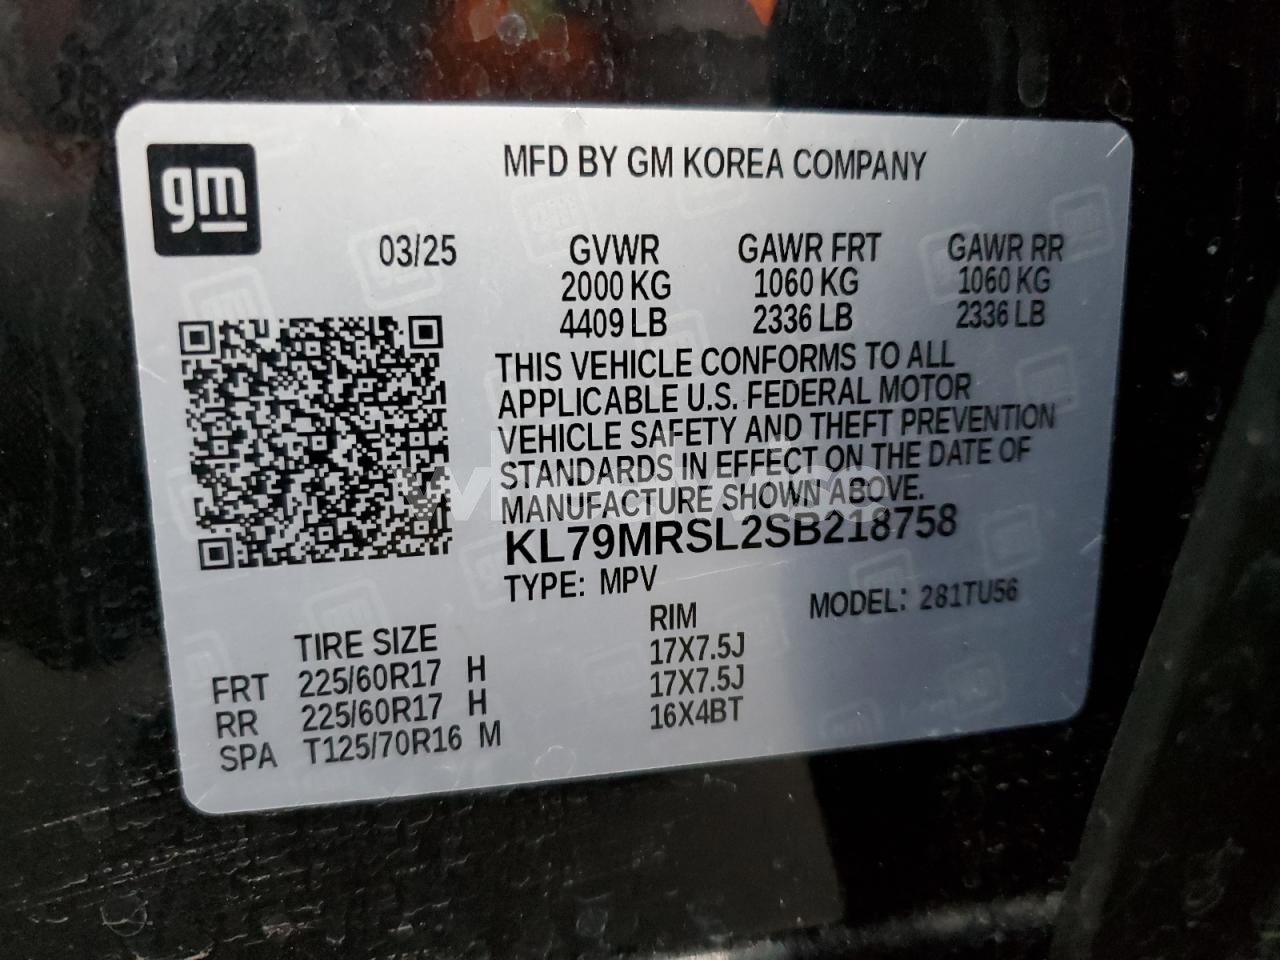 gm
MFD BY GM KOREA COMPANY
03/25
GVWR GAWR FRT GAWR RR
2000 KG 1060 KG 1060 KG
4409 LB 2336 LB 2336 LB
THIS VEHICLE CONFORMS TO ALL
APPLICABLE U.S. FEDERAL MOTOR
VEHICLE SAFETY AND THEFT PREVENTION
STANDARDS IN EFFECT ON THE DATE OF
MANUFACTURE SHOWN ABOVE.
KL79MRSL2SB218758
TYPE: MPV MODEL: 281TU56
TIRE SIZE RIM
FRT 225/60R17 H 17X7.5J
RR 225/60R17 H 17X7.5J
SPA T125/70R16 M 16X4BT